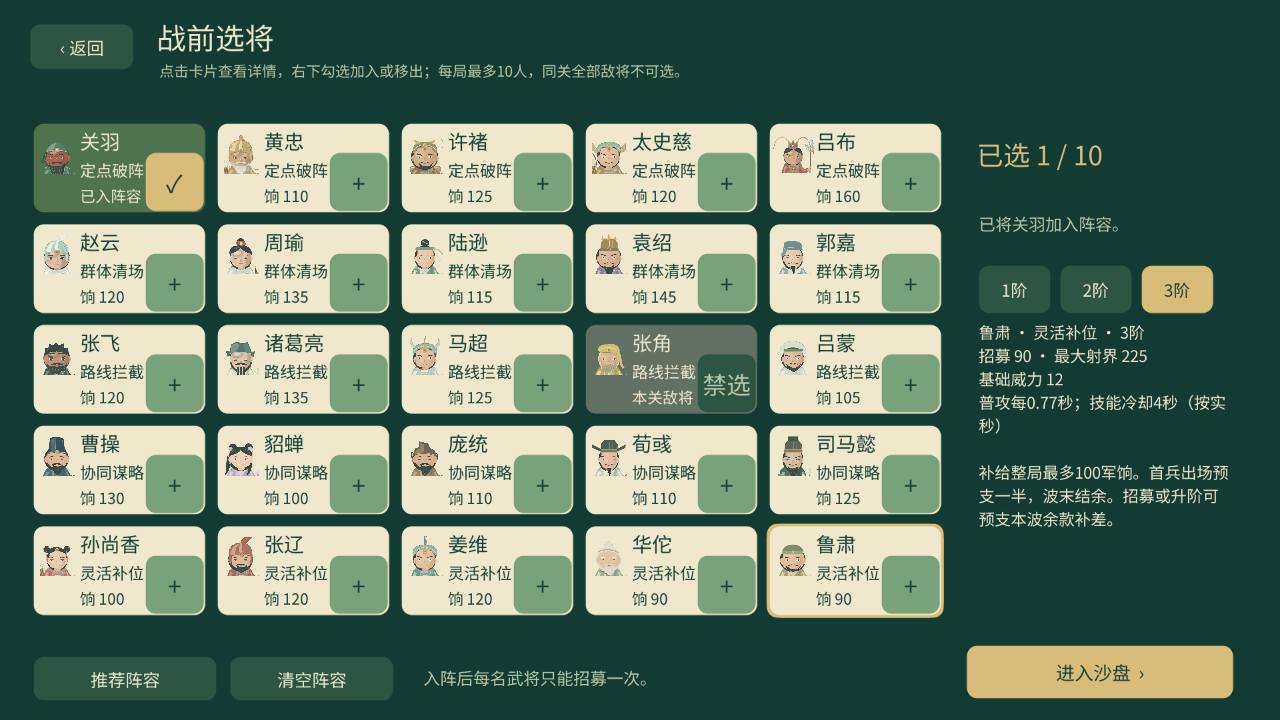 ‹ 返回
战前选将
点击卡片查看详情，右下勾选加入或移出；每局最多10人，同关全部敌将不可选。
关羽
定点破阵
已入阵容
✓
黄忠
定点破阵
饷 110
+
许褚
定点破阵
饷 125
+
太史慈
定点破阵
饷 120
+
吕布
定点破阵
饷 160
+
已选 1 / 10
已将关羽加入阵容。
赵云
群体清场
饷 120
+
周瑜
群体清场
饷 135
+
陆逊
群体清场
饷 115
+
袁绍
群体清场
饷 145
+
郭嘉
群体清场
饷 115
+
1阶
2阶
3阶
张飞
路线拦截
饷 120
+
诸葛亮
路线拦截
饷 135
+
马超
路线拦截
饷 125
+
张角
路线拦截
本关敌将
禁选
吕蒙
路线拦截
饷 105
+
鲁肃 · 灵活补位 · 3阶
招募 90 · 最大射界 225
基础威力 12
普攻每0.77秒；技能冷却4秒（按实
秒）
曹操
协同谋略
饷 130
+
貂蝉
协同谋略
饷 100
+
庞统
协同谋略
饷 110
+
荀彧
协同谋略
饷 110
+
司马懿
协同谋略
饷 125
+
补给整局最多100军饷。首兵出场预
支一半，波末结余。招募或升阶可
预支本波余款补差。
孙尚香
灵活补位
饷 100
+
张辽
灵活补位
饷 120
+
姜维
灵活补位
饷 120
+
华佗
灵活补位
饷 90
+
鲁肃
灵活补位
饷 90
+
推荐阵容
清空阵容
入阵后每名武将只能招募一次。
进入沙盘 ›